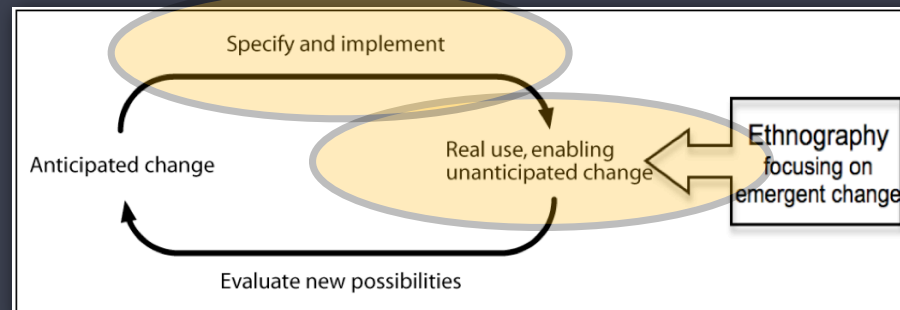 Specify and implement
Anticipated change
Real use, enabling
unanticipated change
Ethnography
focusing on
emergent change
Evaluate new possibilities